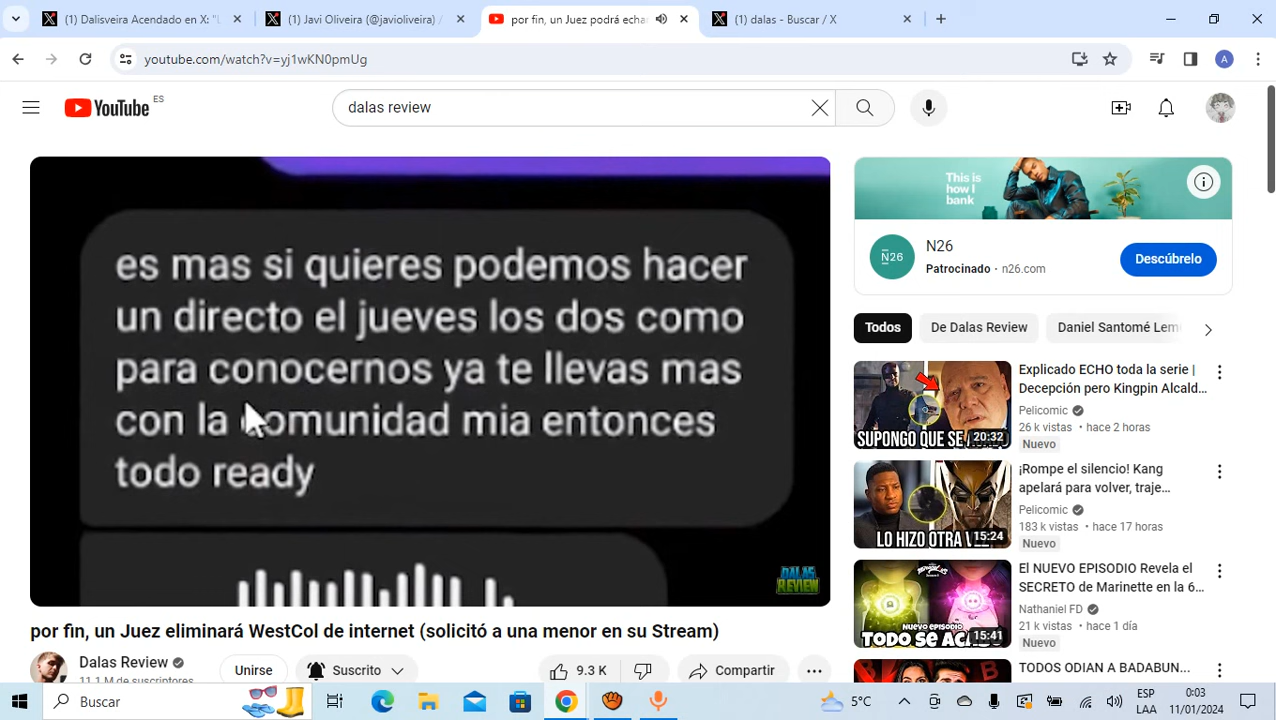 (1) Dalisveira Acendado en X: "L
(1) Javi Oliveira (@javioliveira) /
por fin, un Juez podrá echa
(1) dalas - Buscar / X
youtube.com/watch?v=yj1wKN0pmUg
A
YouTube ES
dalas review
es mas si quieres podemos hacer
un directo el jueves los dos como
para conocernos ya te llevas mas
con la comunidad mia entonces
todo ready
DALAS
REVIEW
por fin, un Juez eliminará WestCol de internet (solicitó a una menor en su Stream)
Dalas Review
11.1 M de suscriptores
Unirse
Suscrito
9.3 K
Compartir
This is
how I
bank
N26
N26
Patrocinado · n26.com
Descúbrelo
Todos
De Dalas Review
Daniel Santomé Lem
SUPONGO QUE SE
20:32
Explicado ECHO toda la serie |
Decepción pero Kingpin Alcald...
Pelicomic
26 k vistas · hace 2 horas
Nuevo
LO HIZO OTRA VEZ
15:24
¡Rompe el silencio! Kang
apelará para volver, traje...
Pelicomic
183 k vistas · hace 17 horas
Nuevo
NUEVO EPISODIO
TODO SE ACABÓ
15:41
El NUEVO EPISODIO Revela el
SECRETO de Marinette en la 6...
Nathaniel FD
21 k vistas · hace 1 día
Nuevo
TODOS ODIAN A BADABUN...
Buscar
5°C
ESP
LAA
0:03
11/01/2024